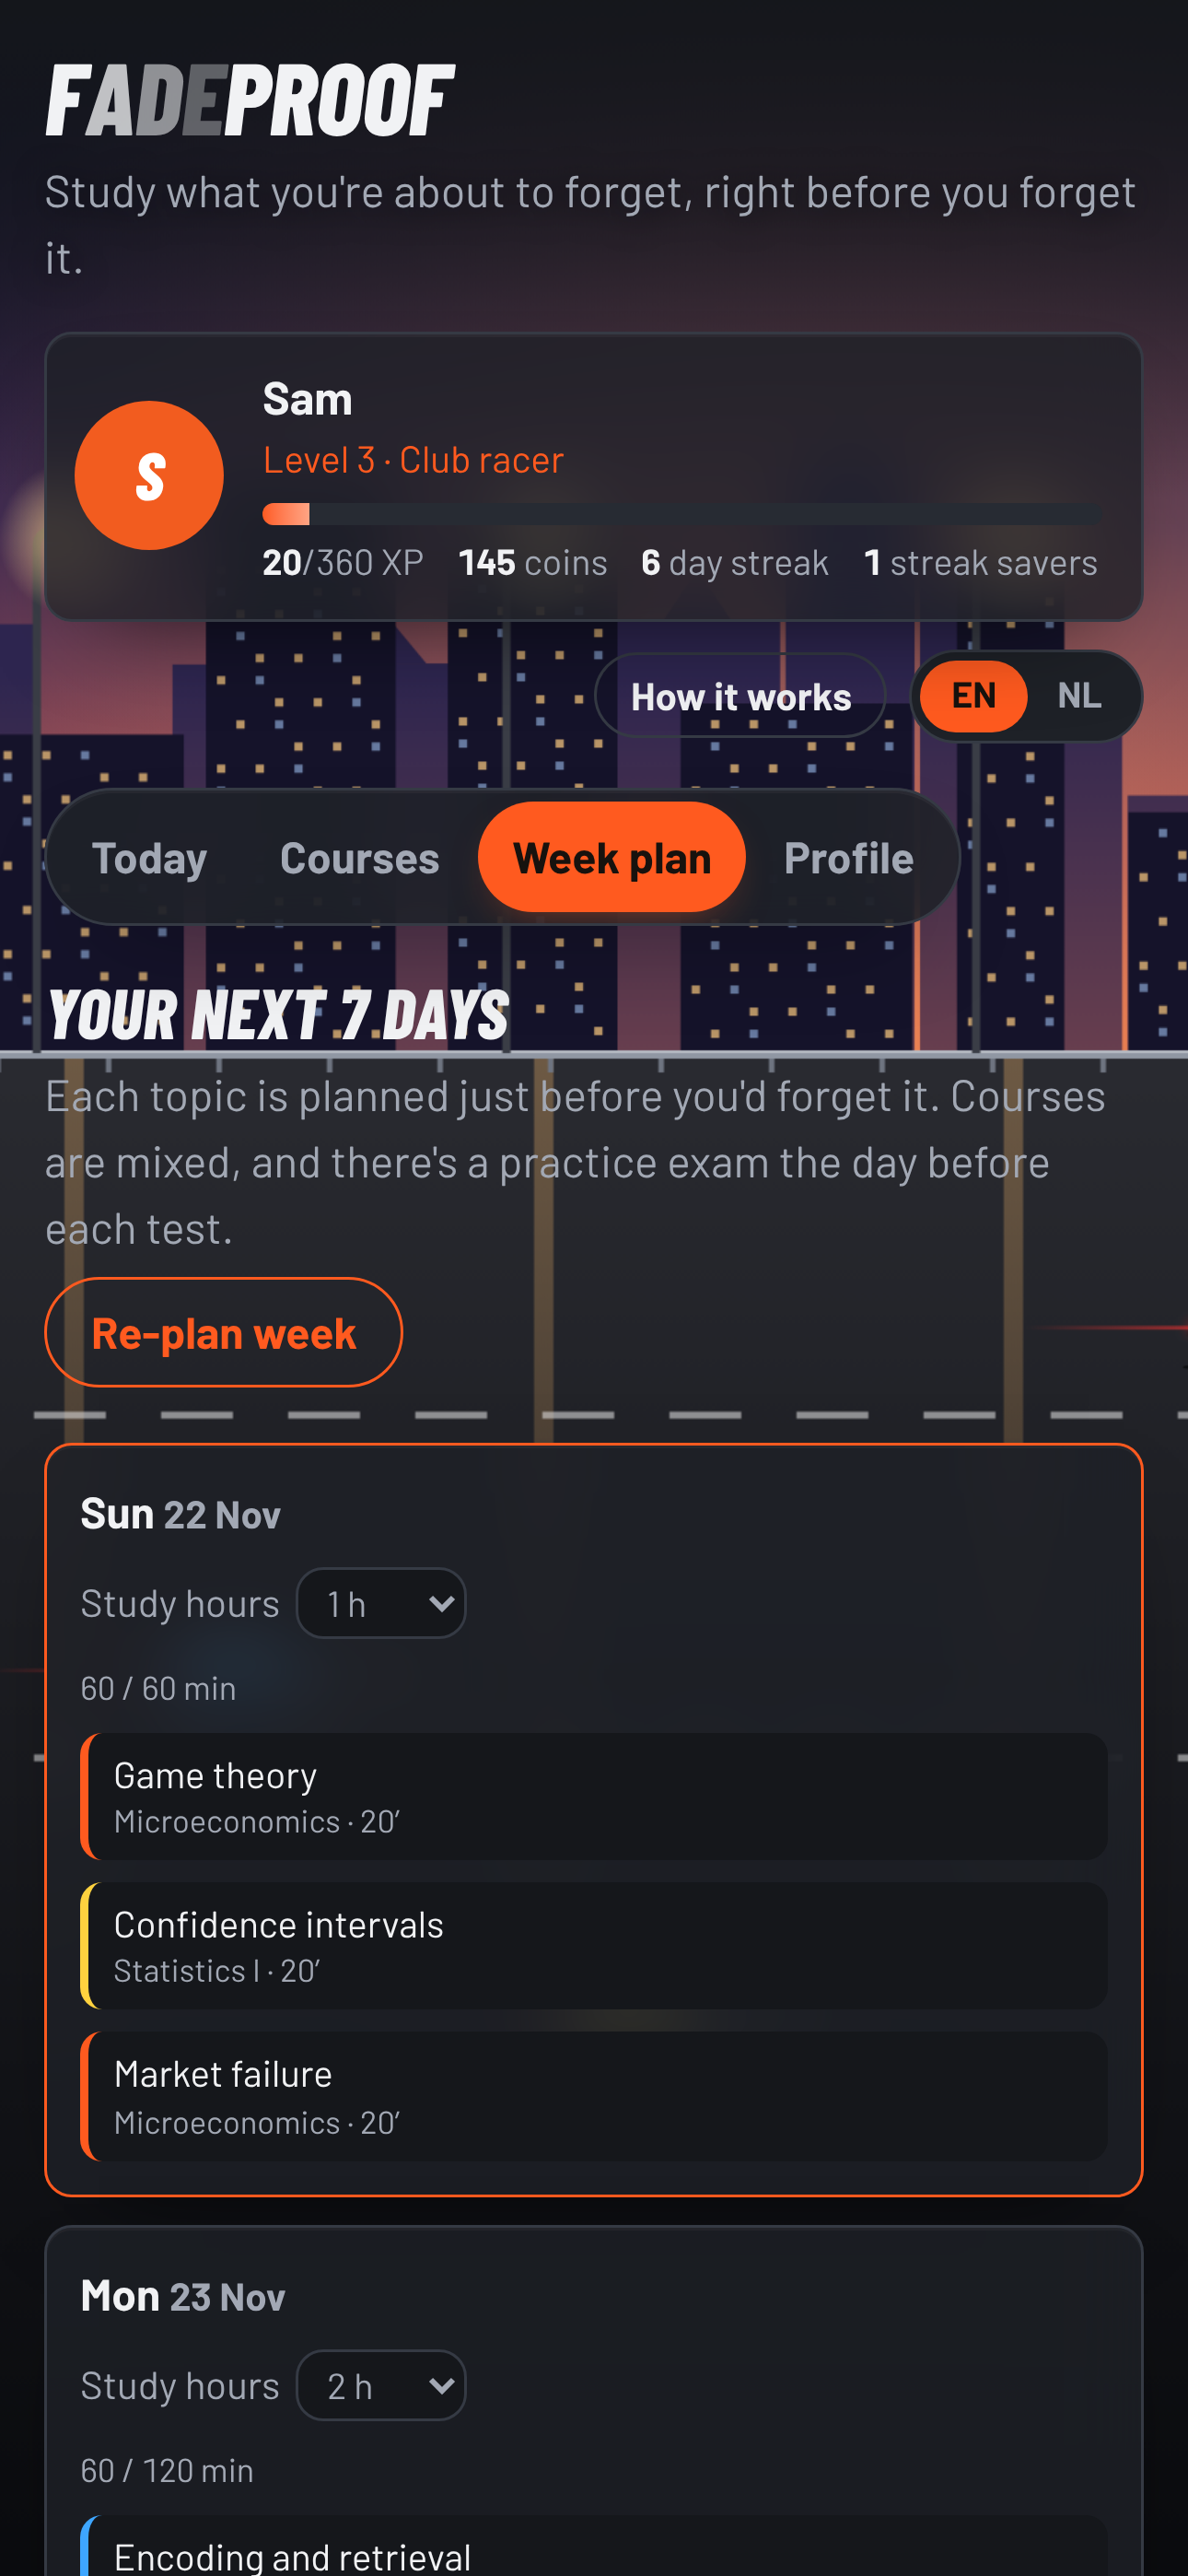 FADEPROOF
Study what you're about to forget, right before you forget
it.
S
Sam
Level 3 · Club racer
20/360 XP 145 coins 6 day streak 1 streak savers
How it works EN NL
Today Courses Week plan Profile
YOUR NEXT 7 DAYS
Each topic is planned just before you'd forget it. Courses
are mixed, and there's a practice exam the day before
each test.
Re-plan week
Sun 22 Nov
Study hours 1 h
60 / 60 min
Game theory
Microeconomics · 20′
Confidence intervals
Statistics I · 20′
Market failure
Microeconomics · 20′
Mon 23 Nov
Study hours 2 h
60 / 120 min
Encoding and retrieval